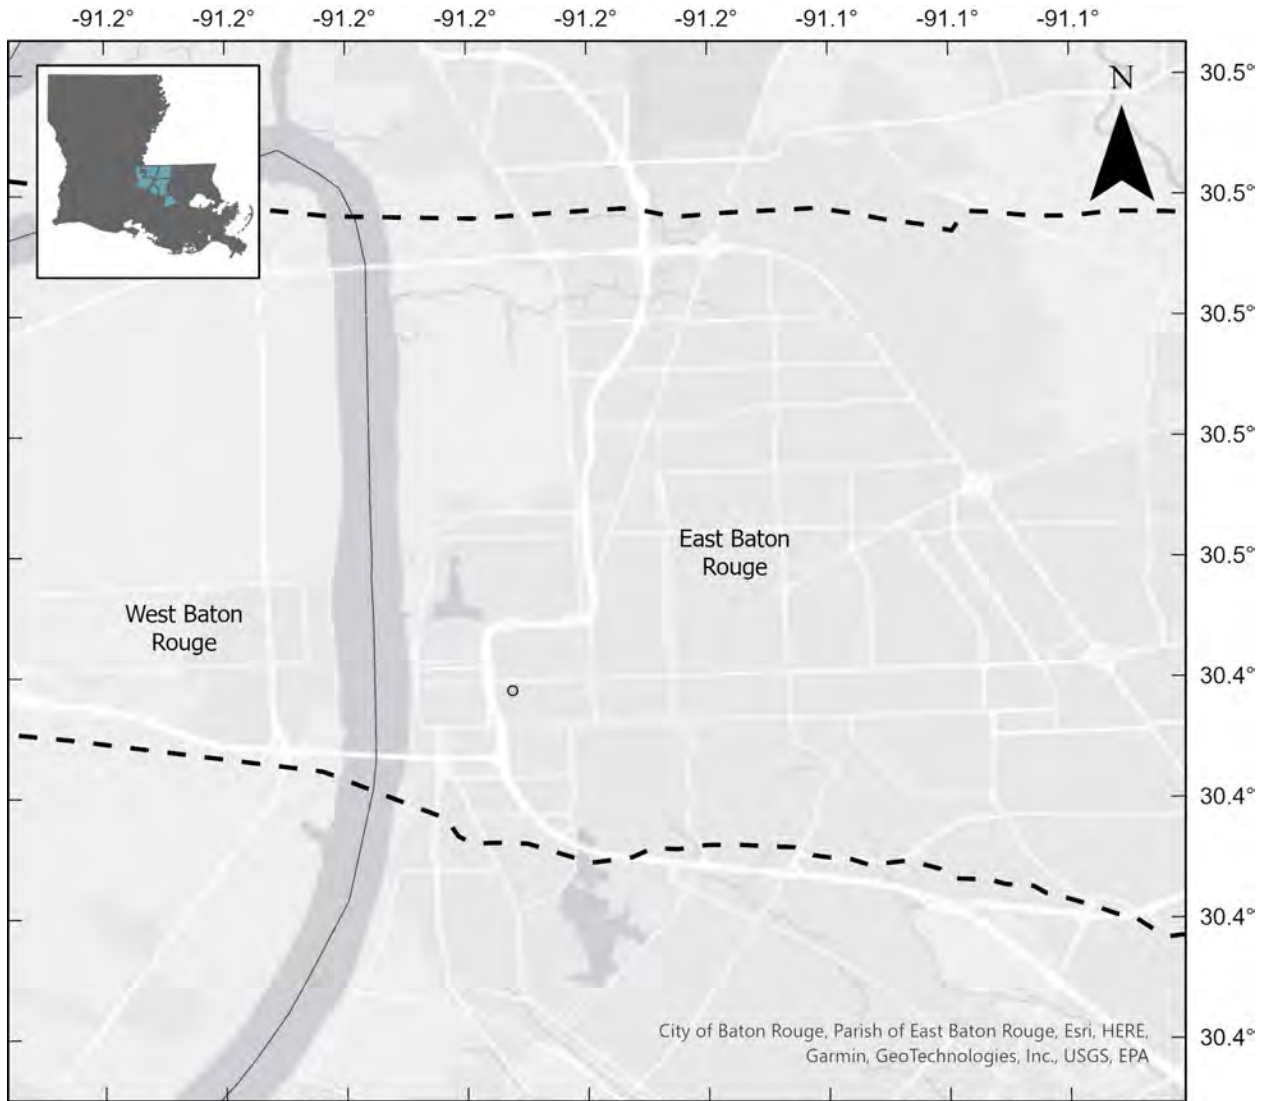 -91.2° -91.2° -91.2° -91.2° -91.2° -91.2° -91.1° -91.1° -91.1°
N
30.5°
30.5°
30.5°
30.5°
30.5°
30.4°
30.4°
30.4°
30.4°
East Baton
Rouge
West Baton
Rouge
City of Baton Rouge, Parish of East Baton Rouge, Esri, HERE,
Garmin, GeoTechnologies, Inc., USGS, EPA